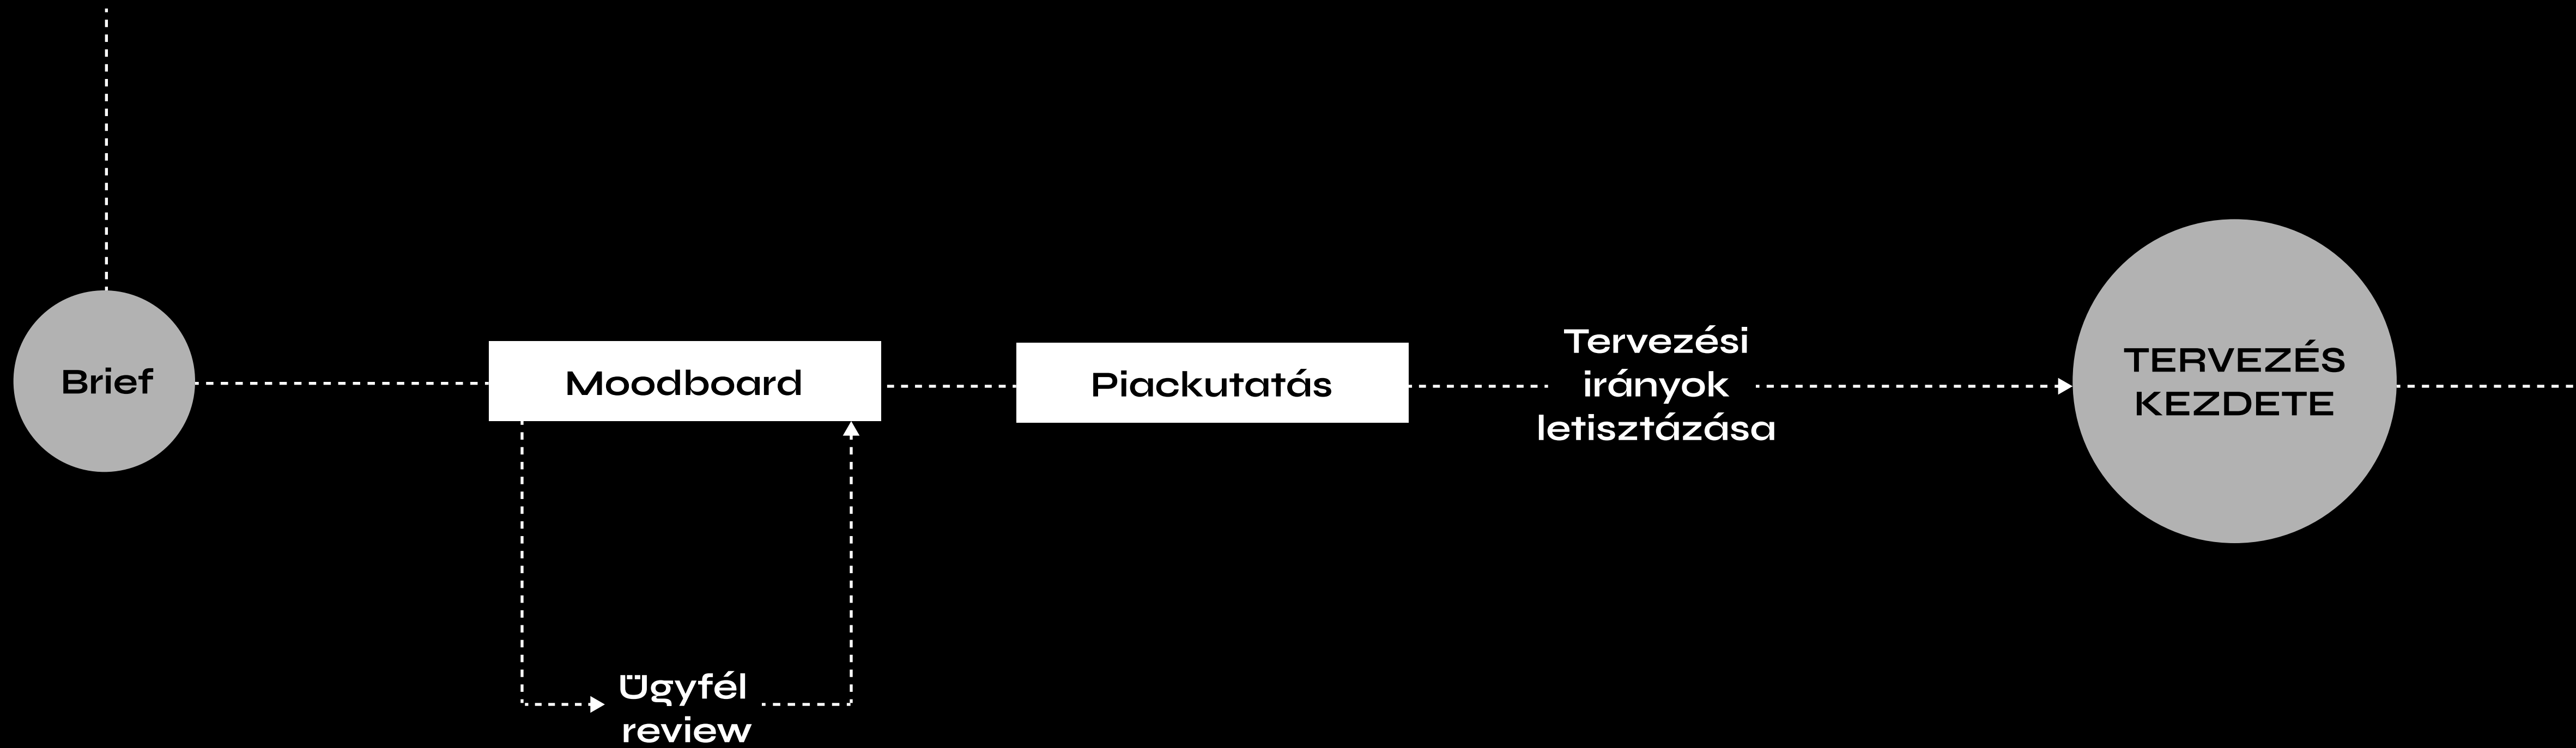 Brief
Moodboard
Piackutatás
Tervezési
irányok
letisztázása
TERVEZÉS
KEZDETE
Ügyfél
review